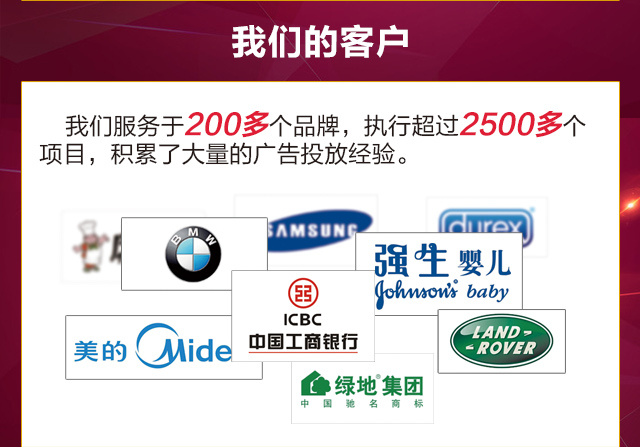 我们的客户
我们服务于200多个品牌，执行超过2500多个
项目，积累了大量的广告投放经验。
SAMSUNG
durex
BMW
强生 婴儿
Johnson's® baby
ICBC
中国工商银行
美的 Midea
LAND-
ROVER
绿地®集团
中国驰名商标